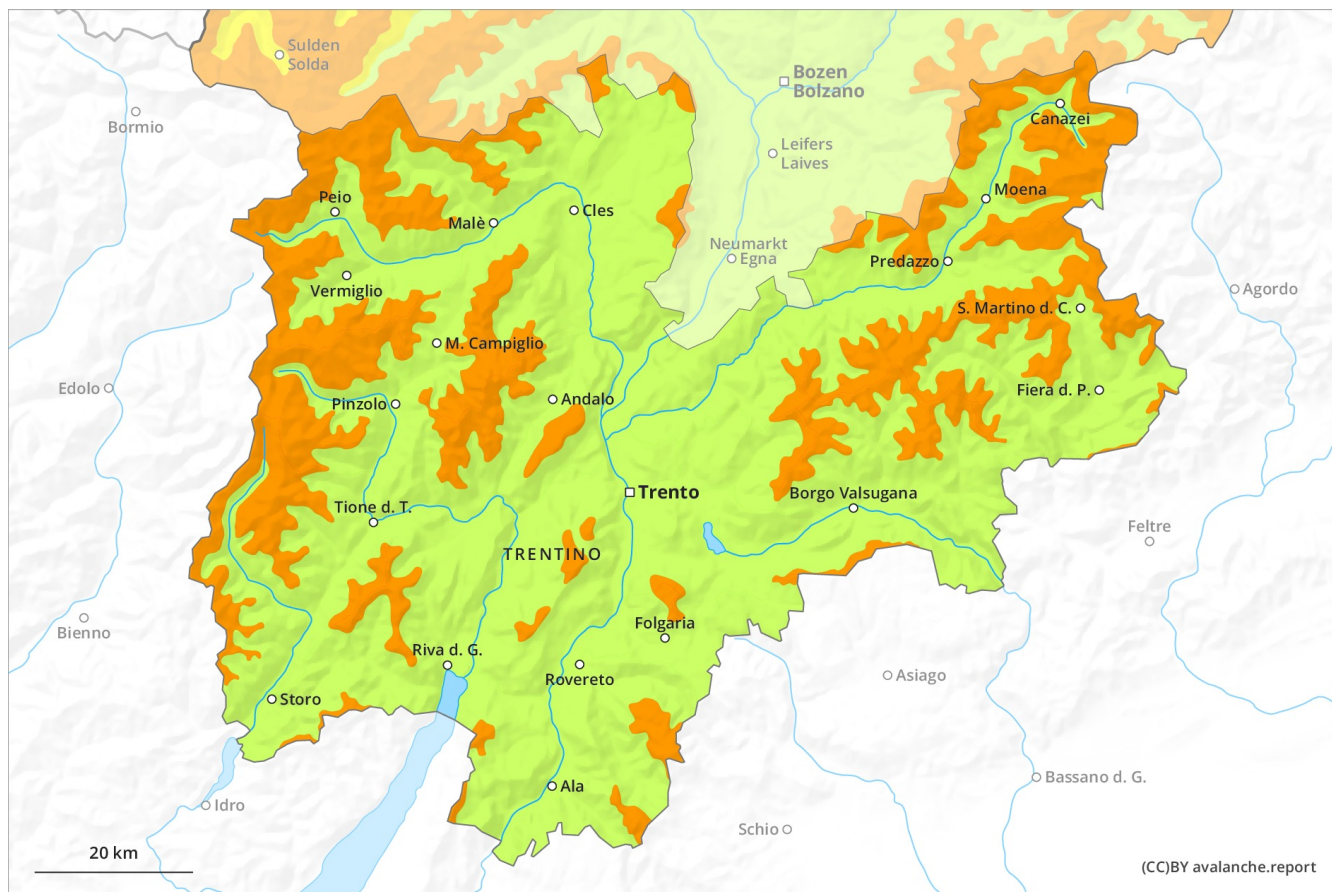 Sulden
Solda
Bozen
Bolzano
Bormio
Canazei
Leifers
Laives
Peio
Moena
Malè
Cles
Neumarkt
Egna
Predazzo
Vermiglio
Agordo
S. Martino d. C.
M. Campiglio
Edolo
Fiera d. P.
Pinzolo
Andalo
Trento
Borgo Valsugana
Tione d. T.
Feltre
TRENTINO
Bienno
Folgaria
Riva d. G.
Asiago
Rovereto
Storo
Bassano d. G.
Ala
Idro
Schio
20 km
(CC)BY avalanche.report